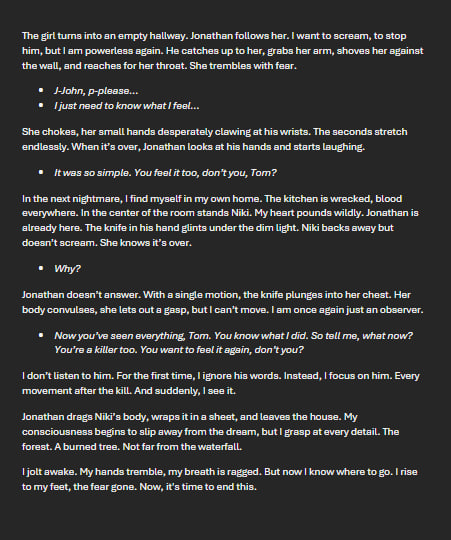 The girl turns into an empty hallway. Jonathan follows her. I want to scream, to stop
him, but I am powerless again. He catches up to her, grabs her arm, shoves her against
the wall, and reaches for her throat. She trembles with fear.
• J-John, p-please...
• I just need to know what I feel...
She chokes, her small hands desperately clawing at his wrists. The seconds stretch
endlessly. When it's over, Jonathan looks at his hands and starts laughing.
• It was so simple. You feel it too, don't you, Tom?
In the next nightmare, I find myself in my own home. The kitchen is wrecked, blood
everywhere. In the center of the room stands Niki. My heart pounds wildly. Jonathan is
already here. The knife in his hand glints under the dim light. Niki backs away but
doesn't scream. She knows it's over.
• Why?
Jonathan doesn't answer. With a single motion, the knife plunges into her chest. Her
body convulses, she lets out a gasp, but I can't move. I am once again just an observer.
• Now you've seen everything, Tom. You know what I did. So tell me, what now?
You're a killer too. You want to feel it again, don't you?
I don't listen to him. For the first time, I ignore his words. Instead, I focus on him. Every
movement after the kill. And suddenly, I see it.
Jonathan drags Niki's body, wraps it in a sheet, and leaves the house. My
consciousness begins to slip away from the dream, but I grasp at every detail. The
forest. A burned tree. Not far from the waterfall.
I jolt awake. My hands tremble, my breath is ragged. But now I know where to go. I rise
to my feet, the fear gone. Now, it's time to end this.